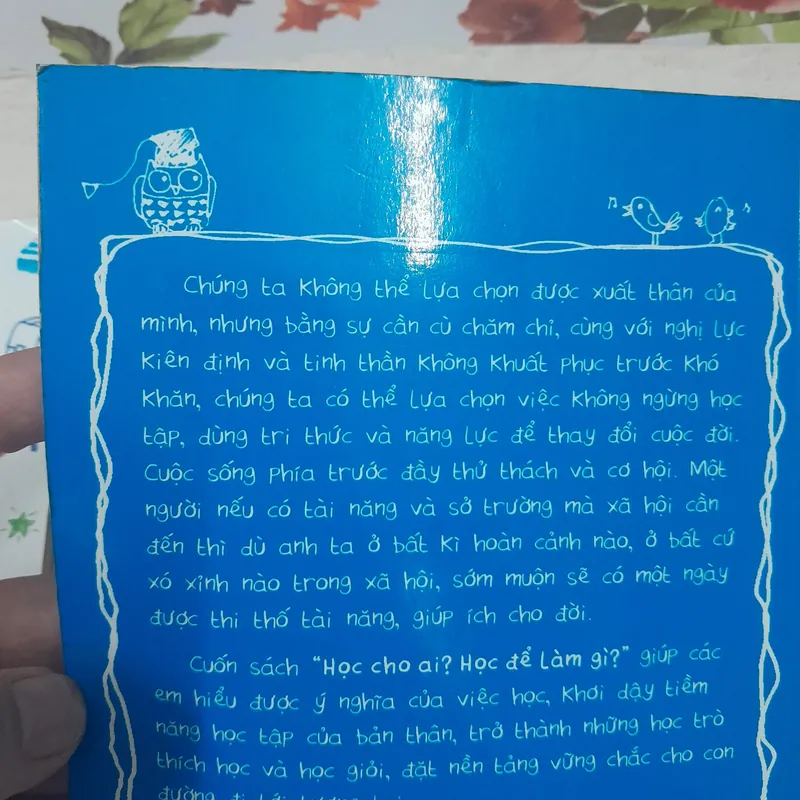 Chúng ta không thể lựa chọn được xuất thân của
mình, nhưng bằng sự cần cù chăm chỉ, cùng với nghị lực
kiên định và tinh thần không khuất phục trước khó
khăn, chúng ta có thể lựa chọn việc không ngừng học
tập, dùng tri thức và năng lực để thay đổi cuộc đời.
Cuộc sống phía trước đầy thử thách và cơ hội. Một
người nếu có tài năng và sở trường mà xã hội cần
đến thì dù anh ta ở bất kì hoàn cảnh nào, ở bất cứ
xó xỉnh nào trong xã hội, sớm muộn sẽ có một ngày
được thi thố tài năng, giúp ích cho đời.
Cuốn sách "Học cho ai? Học để làm gì?" giúp các
em hiểu được ý nghĩa của việc học, khơi dậy tiềm
năng học tập của bản thân, trở thành những học trò
thích học và học giỏi, đặt nền tảng vững chắc cho con
đường đi